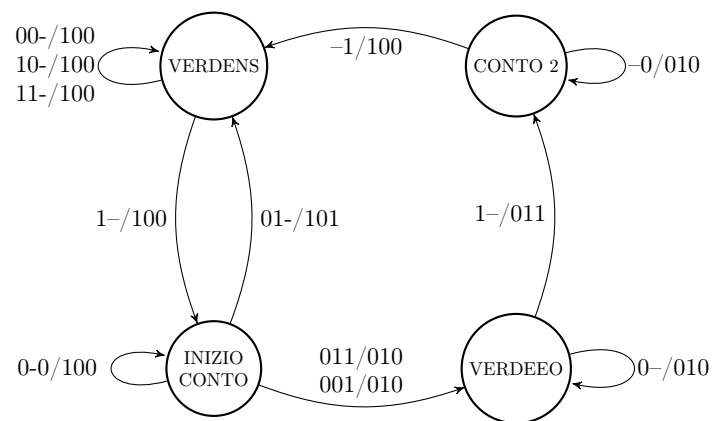 00-/100
10-/100
11-/100
VERDENS
–1/100
CONTO 2
–0/010
1–/100
01-/101
1–/011
0-0/100
INIZIO
CONTO
011/010
001/010
VERDEEO
0–/010